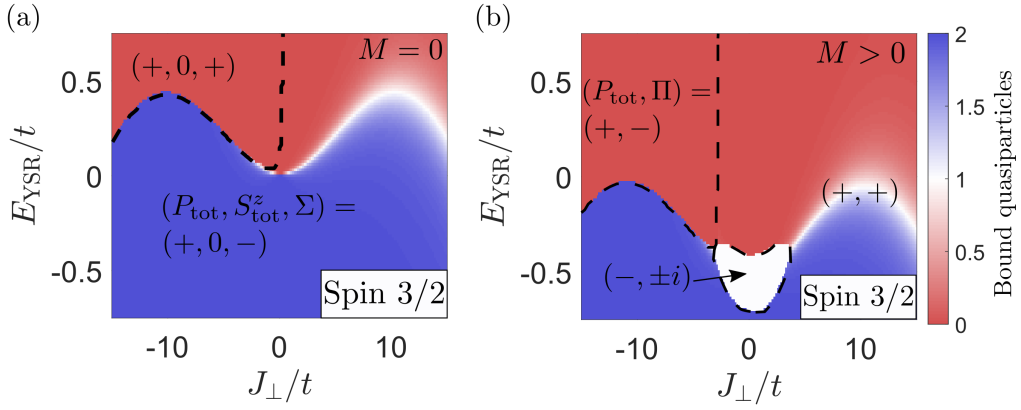 (a)
M = 0
(+, 0, +)
(P_tot, S^z_tot, Σ) =
(+, 0, −)
Spin 3/2
0.5
0
-0.5
E_YSR/t
-10
0
10
J_⊥/t
(b)
M > 0
(P_tot, Π) =
(+, −)
(+, +)
(−, ±i)
Spin 3/2
0.5
0
-0.5
E_YSR/t
-10
0
10
J_⊥/t
2
1.5
1
0.5
0
Bound quasiparticles